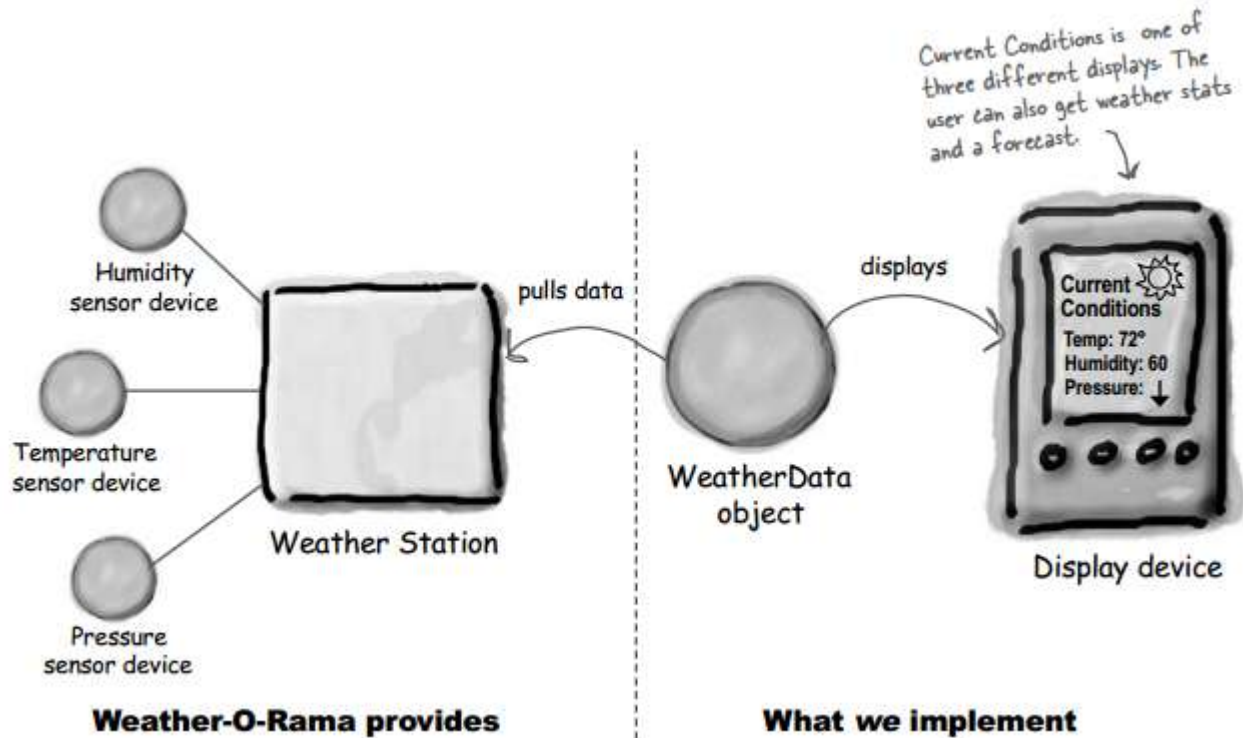 Current Conditions is one of
three different displays. The
user can also get weather stats
and a forecast.
Humidity
sensor device
Temperature
sensor device
Pressure
sensor device
Weather Station
pulls data
WeatherData
object
displays
Current
Conditions
Temp: 72°
Humidity: 60
Pressure:
Display device
Weather-O-Rama provides
What we implement